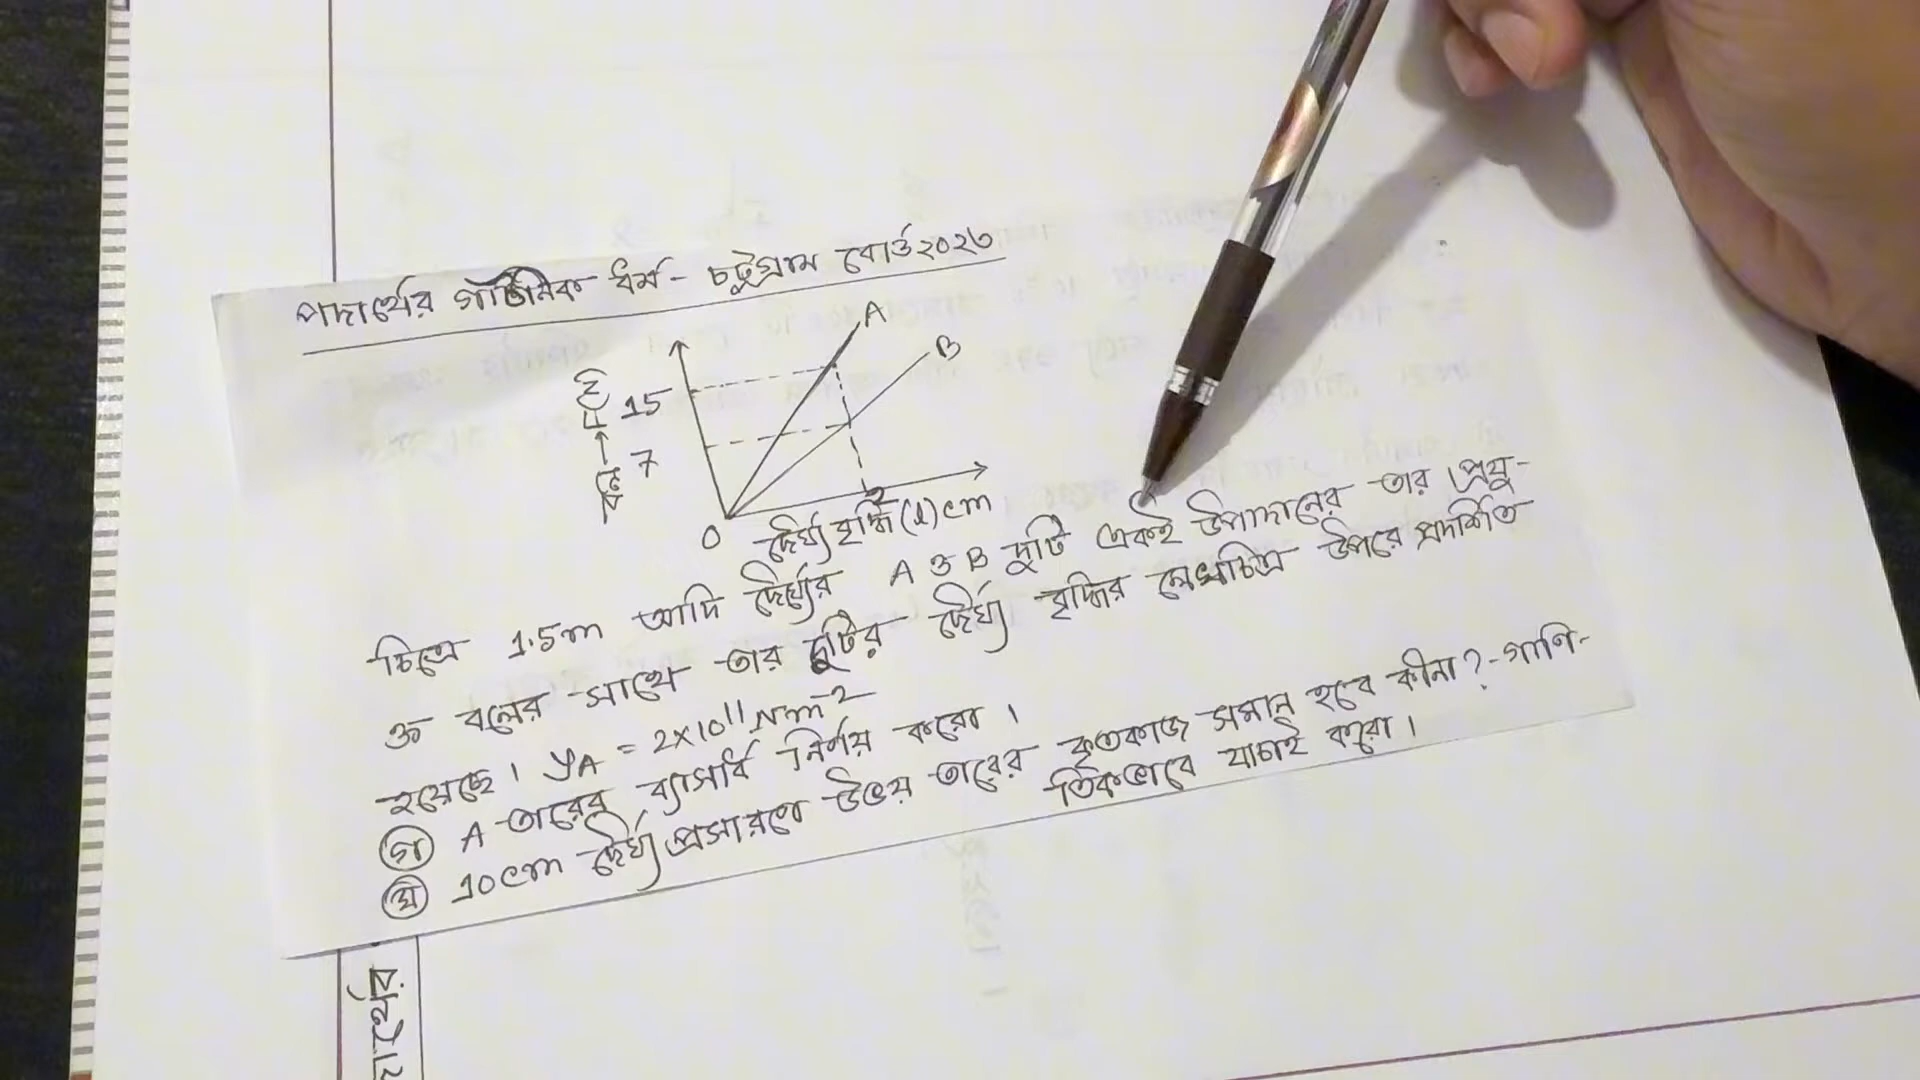 পদার্থের গাঠনিক ধর্ম - চট্টগ্রাম বোর্ড ২০২৩
A
B
15
7
বল → F(N)
2
O
দৈর্ঘ্য বৃদ্ধি (l) cm
চিত্রে 1.5m আদি দৈর্ঘ্যের A ও B দুটি একই উপাদানের তার। প্রযু-
ক্ত বলের সাথে তার দুটির দৈর্ঘ্য বৃদ্ধির লেখচিত্র উপরে প্রদর্শিত
হয়েছে। yA = 2×10¹¹ Nm⁻²
(গ) A তারের ব্যাসার্ধ নির্ণয় করো।
(ঘ) 10cm দৈর্ঘ্য প্রসারণে উভয় তারের কৃতকাজ সমান হবে কীনা? - গাণি-
তিকভাবে যাচাই করো।